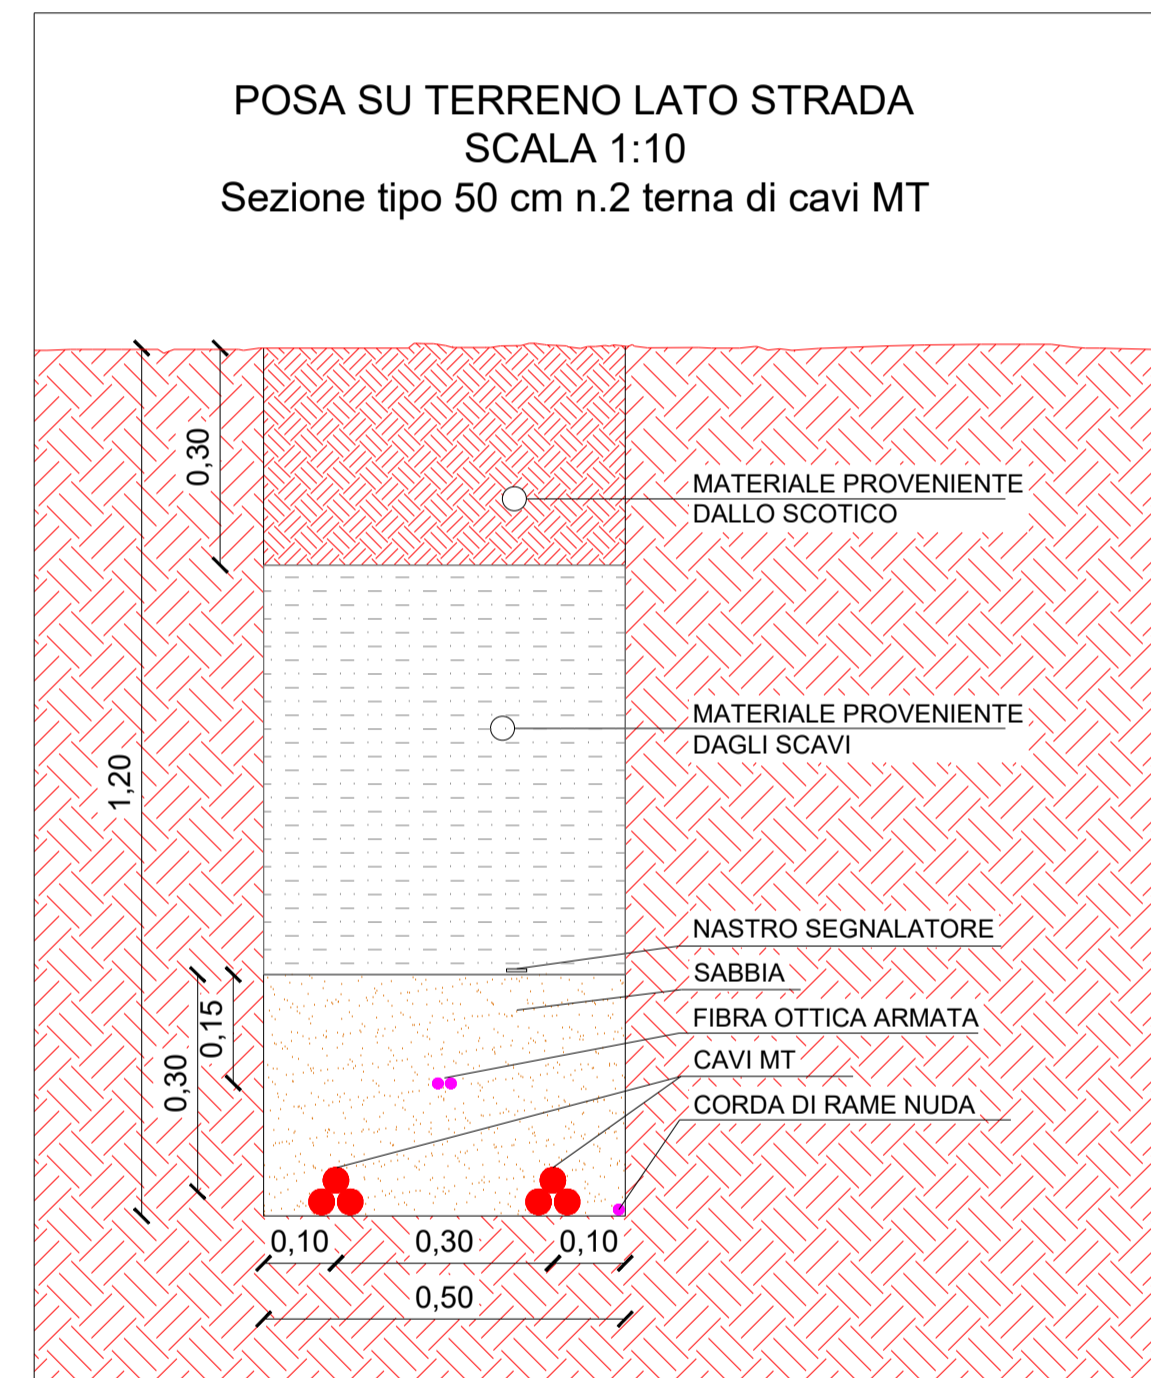 POSA SU TERRENO LATO STRADA
SCALA 1:10
Sezione tipo 50 cm n.2 terna di cavi MT
0,30
MATERIALE PROVENIENTE
DALLO SCOTICO
MATERIALE PROVENIENTE
DAGLI SCAVI
1,20
NASTRO SEGNALATORE
SABBIA
0,15
FIBRA OTTICA ARMATA
0,30
CAVI MT
CORDA DI RAME NUDA
0,10 0,30 0,10
0,50